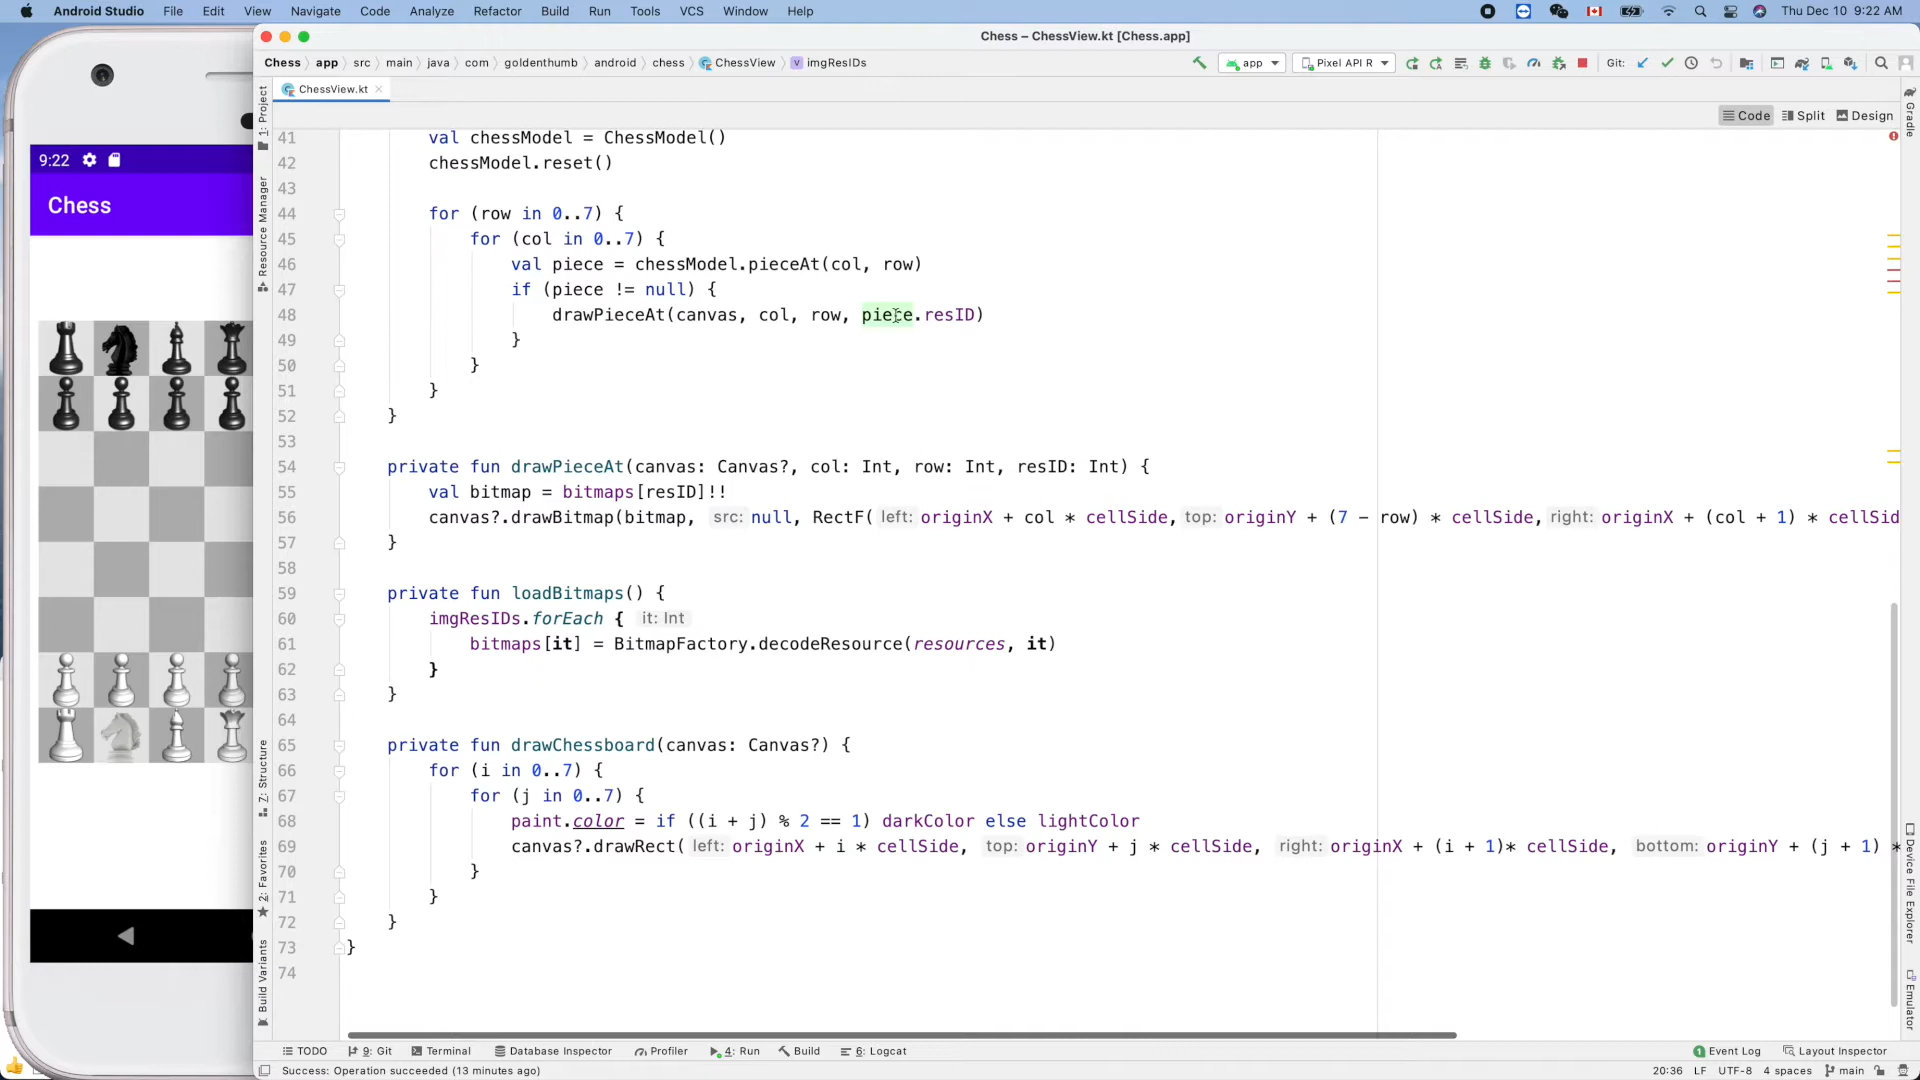 Android Studio File Edit View Navigate Code Analyze Refactor Build Run Tools VCS Window Help Thu Dec 10 9:22 AM
Chess – ChessView.kt [Chess.app]
Chess app src main java com goldenthumb android chess ChessView imgResIDs app Pixel API R Git:
ChessView.kt
Code Split Design
9:22
Chess
1: Project
Resource Manager
Z: Structure
2: Favorites
Build Variants
41 val chessModel = ChessModel()
42 chessModel.reset()
43
44 for (row in 0..7) {
45 for (col in 0..7) {
46 val piece = chessModel.pieceAt(col, row)
47 if (piece != null) {
48 drawPieceAt(canvas, col, row, piece.resID)
49 }
50 }
51 }
52 }
53
54 private fun drawPieceAt(canvas: Canvas?, col: Int, row: Int, resID: Int) {
55 val bitmap = bitmaps[resID]!!
56 canvas?.drawBitmap(bitmap, src: null, RectF( left: originX + col * cellSide, top: originY + (7 - row) * cellSide, right: originX + (col + 1) * cellSid
57 }
58
59 private fun loadBitmaps() {
60 imgResIDs.forEach { it: Int
61 bitmaps[it] = BitmapFactory.decodeResource(resources, it)
62 }
63 }
64
65 private fun drawChessboard(canvas: Canvas?) {
66 for (i in 0..7) {
67 for (j in 0..7) {
68 paint.color = if ((i + j) % 2 == 1) darkColor else lightColor
69 canvas?.drawRect( left: originX + i * cellSide, top: originY + j * cellSide, right: originX + (i + 1)* cellSide, bottom: originY + (j + 1) *
70 }
71 }
72 }
73 }
74
Gradle
Device File Explorer
Emulator
TODO 9: Git Terminal Database Inspector Profiler 4: Run Build 6: Logcat 1 Event Log Layout Inspector
Success: Operation succeeded (13 minutes ago) 20:36 LF UTF-8 4 spaces main